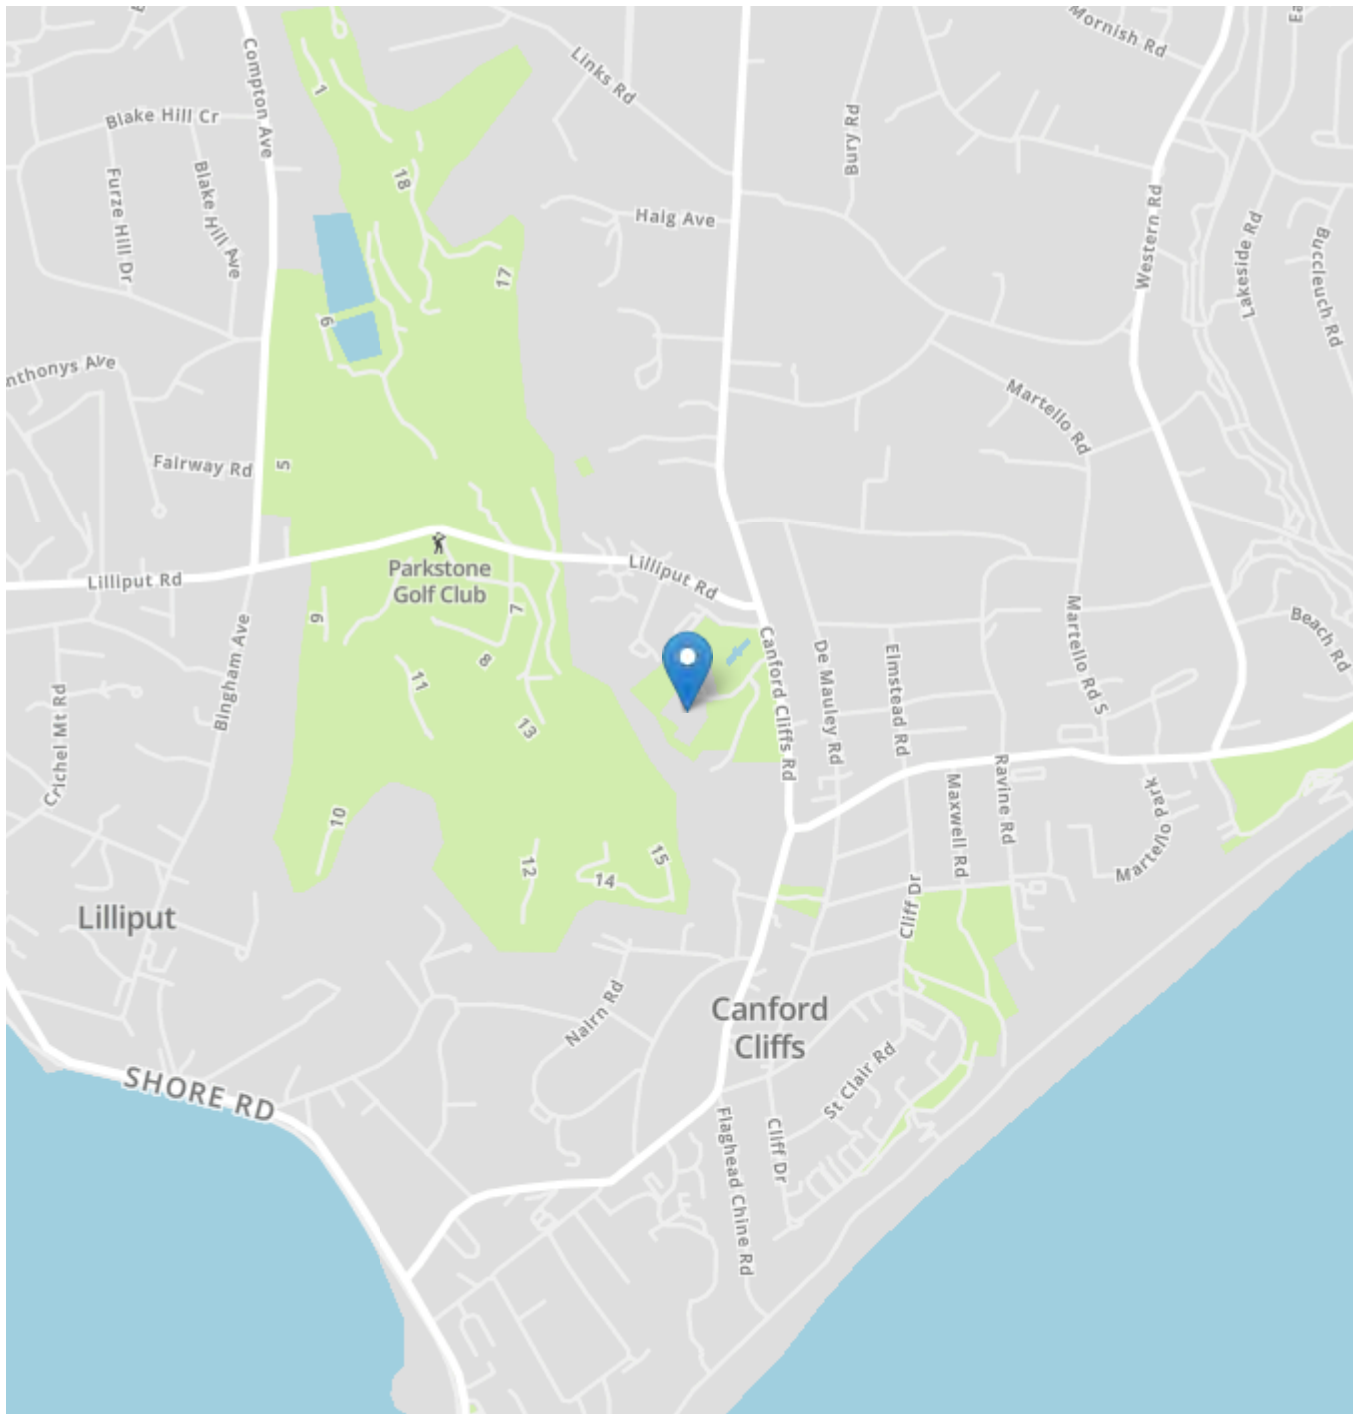 Mornish Rd
Compton Ave
Links Rd
1
Blake Hill Cr
Bury Rd
18
Furze Hill Dr
Blake Hill Ave
Haig Ave
Western Rd
Lakeside Rd
Buccleuch Rd
17
6
nthonys Ave
Martello Rd
Fairway Rd
5
Parkstone
Golf Club
Lilliput Rd
Lilliput Rd
9
7
Bingham Ave
8
11
13
Canford Cliffs Rd
De Mauley Rd
Elmstead Rd
Martello Rd S
Beach Rd
Crichel Mt Rd
Ravine Rd
Maxwell Rd
Martello Park
10
12
14
15
Cliff Dr
Lilliput
Nairn Rd
Canford
Cliffs
St Clair Rd
SHORE RD
Flaghead Chine Rd
Cliff Dr